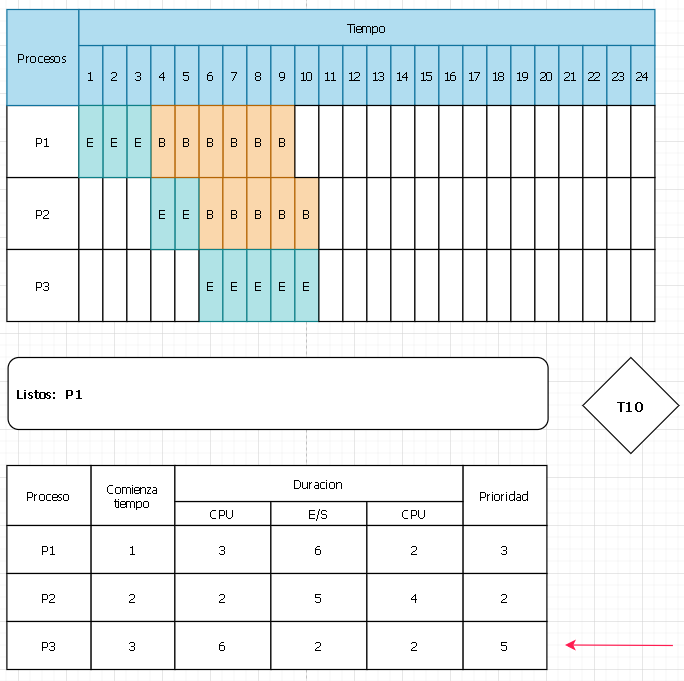 Procesos
Tiempo
1 2 3 4 5 6 7 8 9 10 11 12 13 14 15 16 17 18 19 20 21 22 23 24
P1 E E E B B B B B B
P2 E E B B B B B
P3 E E E E E
Listos: P1
T10
Proceso
Comienza
tiempo
Duracion
Prioridad
CPU E/S CPU
P1 1 3 6 2 3
P2 2 2 5 4 2
P3 3 6 2 2 5